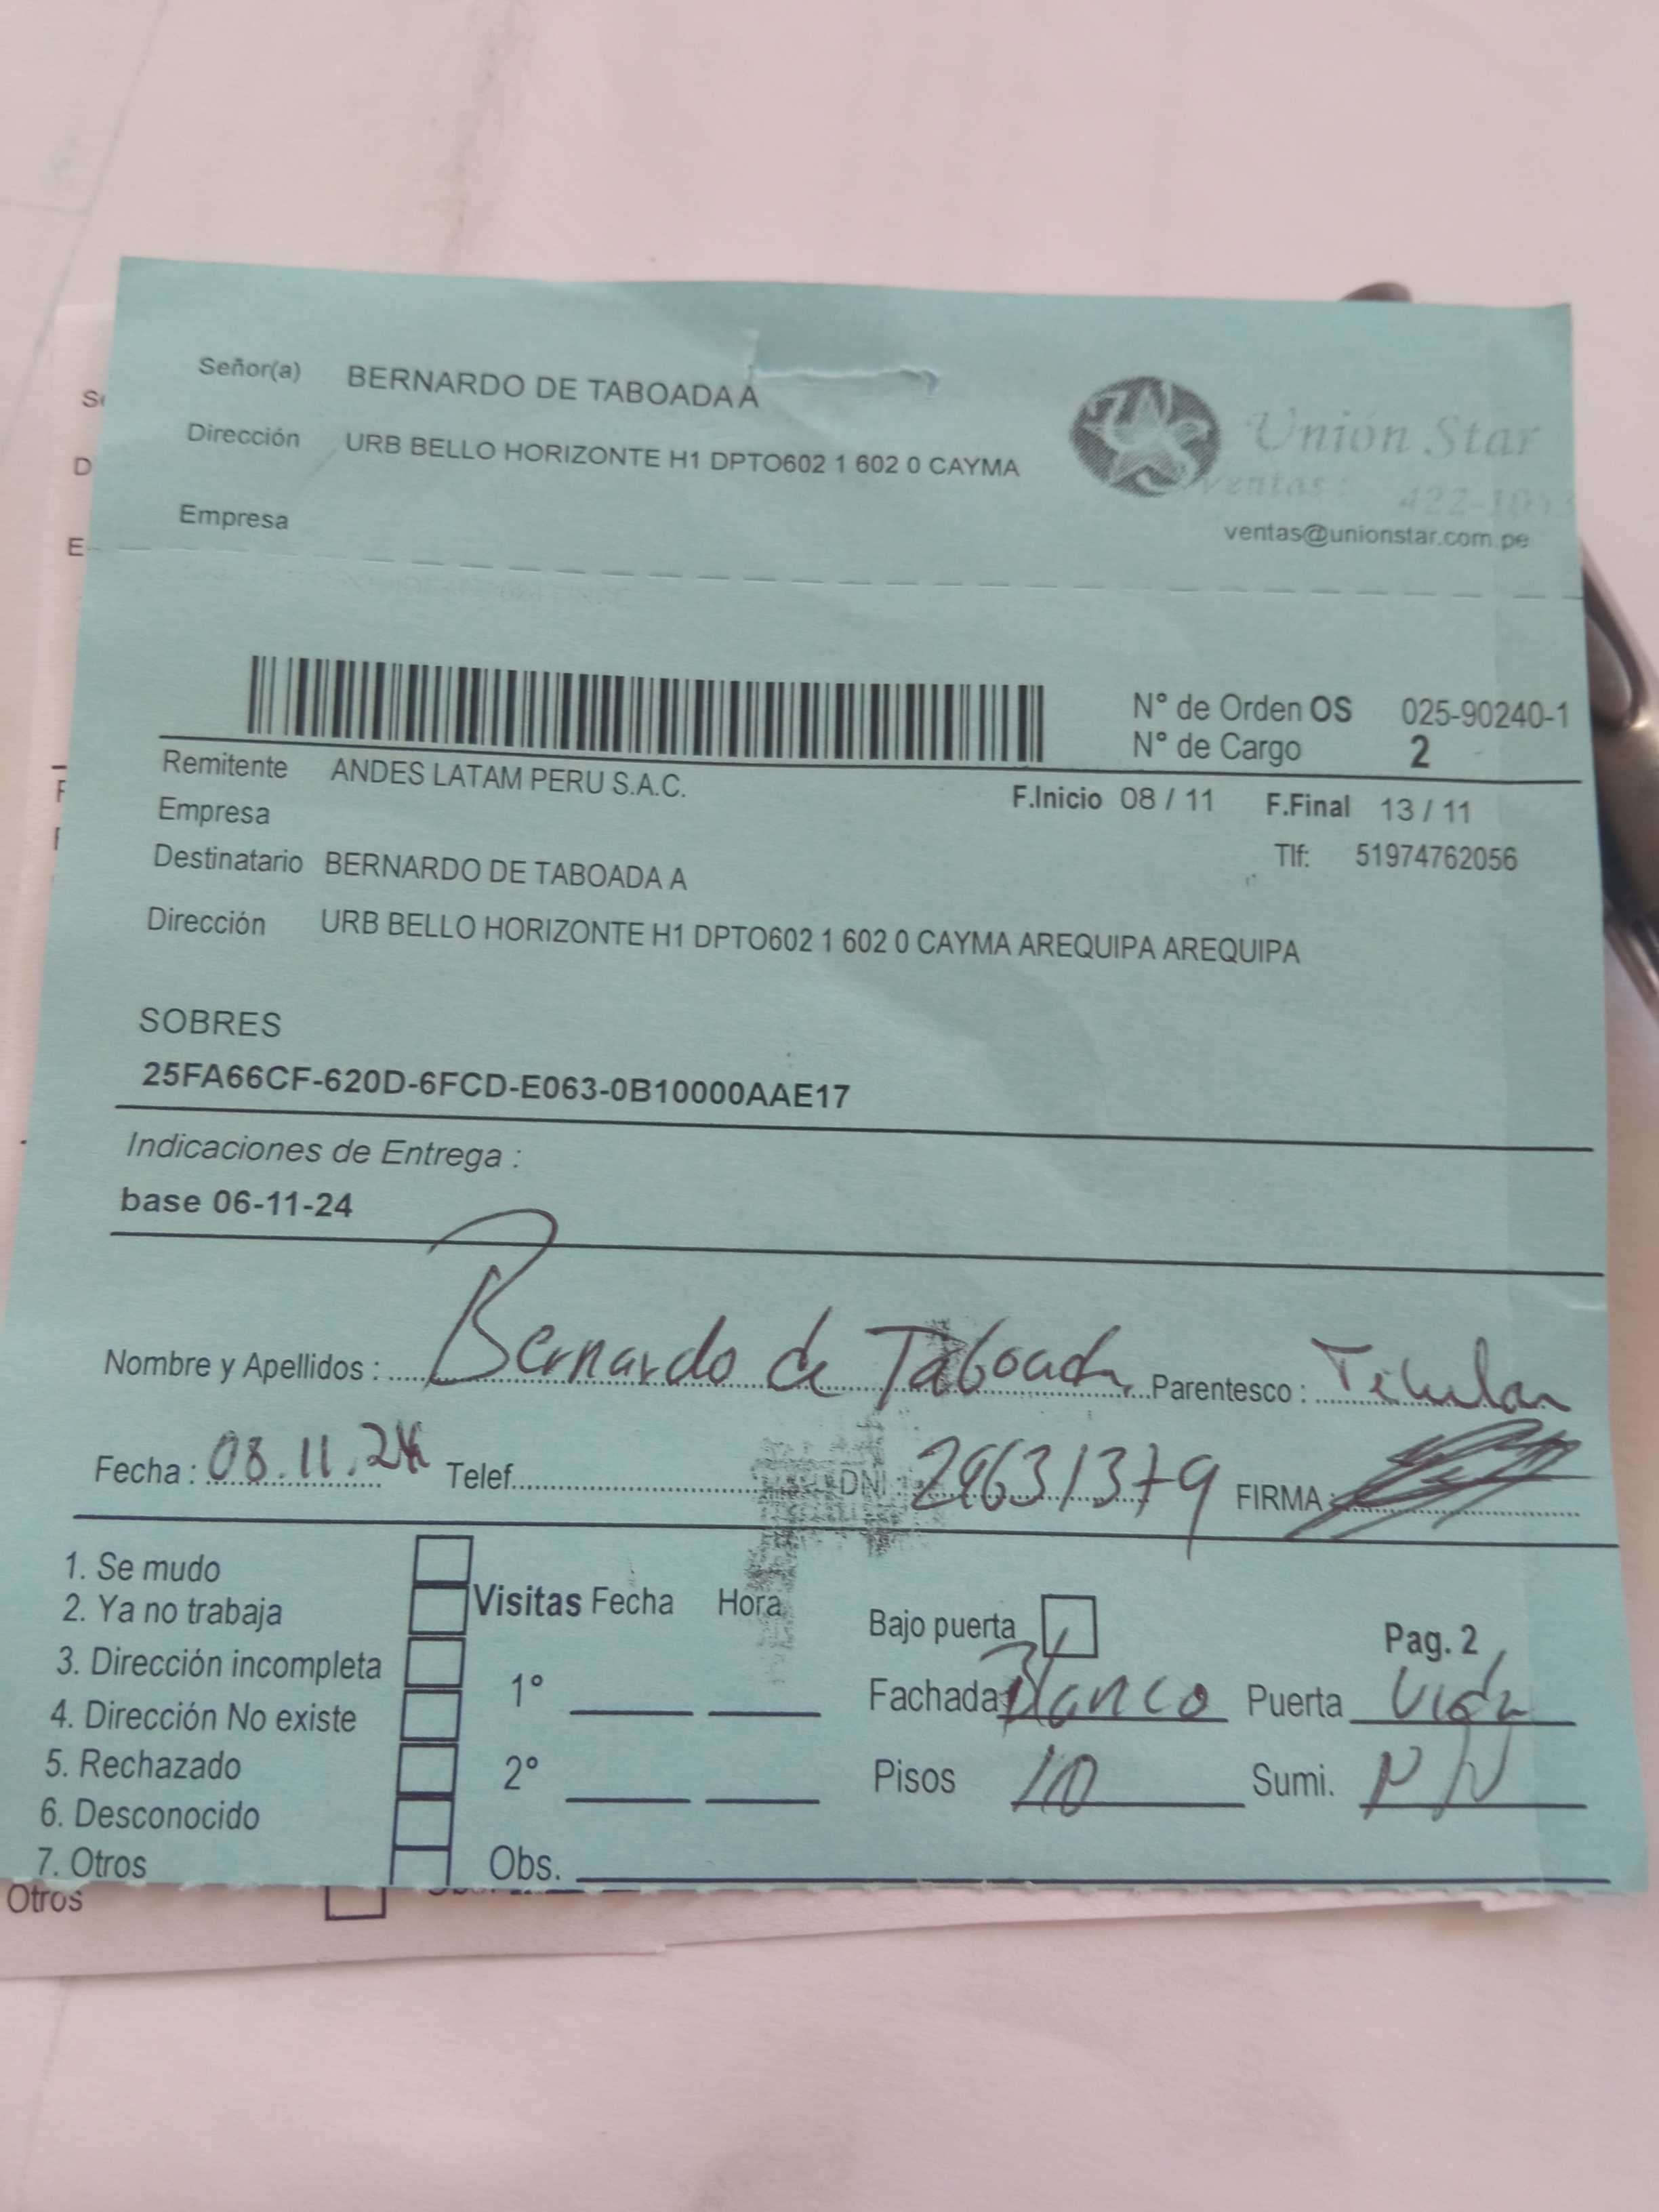 Señor(a) BERNARDO DE TABOADA A
Dirección URB BELLO HORIZONTE H1 DPTO602 1 602 0 CAYMA
Empresa
Unión Star
Ventas :
ventas@unionstar.com.pe
N° de Orden OS 025-90240-1
N° de Cargo 2
Remitente ANDES LATAM PERU S.A.C.
F.Inicio 08 / 11 F.Final 13 / 11
Empresa
Tlf: 51974762056
Destinatario BERNARDO DE TABOADA A
Dirección URB BELLO HORIZONTE H1 DPTO602 1 602 0 CAYMA AREQUIPA AREQUIPA
SOBRES
25FA66CF-620D-6FCD-E063-0B10000AAE17
Indicaciones de Entrega :
base 06-11-24
Nombre y Apellidos : Bernardo de Taboada Parentesco : Titular
Fecha : 08.11.24 Telef. DNI 29631379 FIRMA
1. Se mudo
2. Ya no trabaja
3. Dirección incompleta
4. Dirección No existe
5. Rechazado
6. Desconocido
7. Otros
Visitas Fecha Hora
1°
2°
Obs.
Bajo puerta
Pag. 2
Fachada Blanco Puerta
Pisos 10 Sumi.
Otros